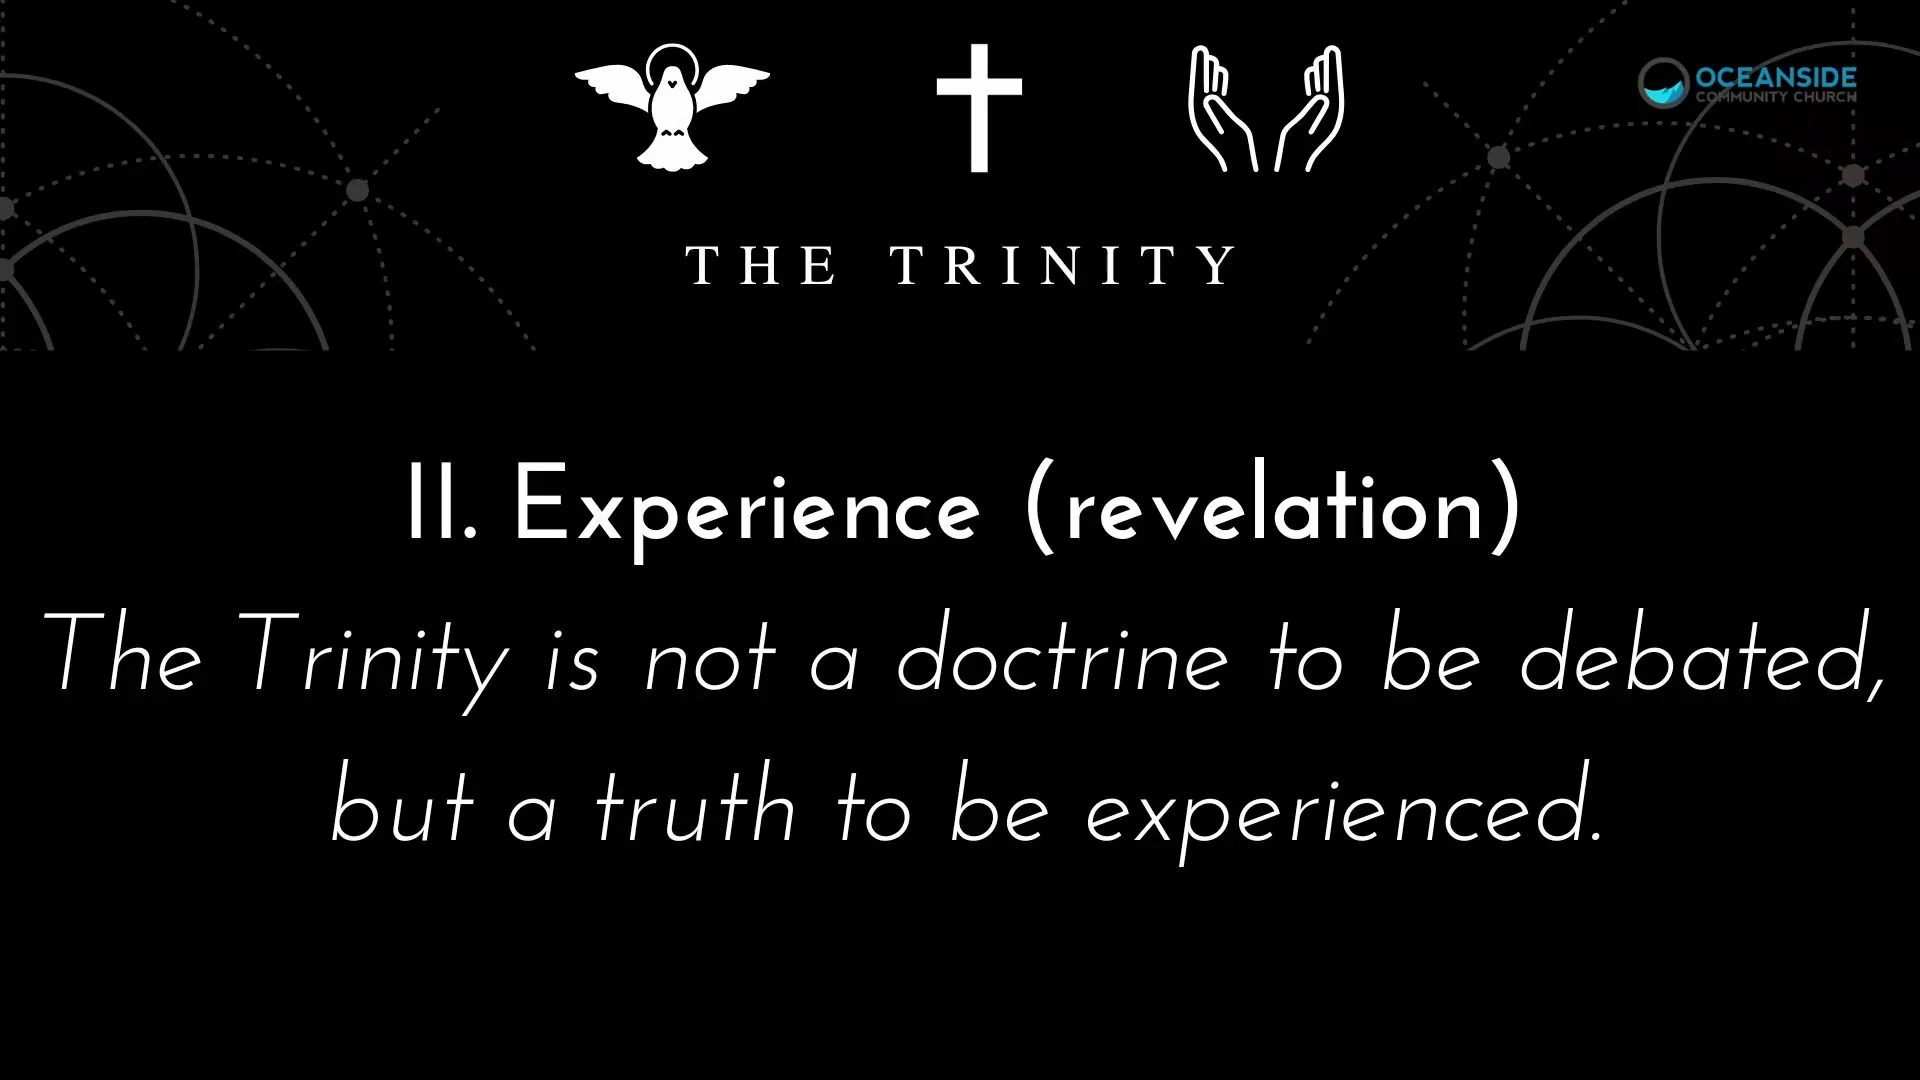 OCEANSIDE
COMMUNITY CHURCH
THE TRINITY
II. Experience (revelation)
The Trinity is not a doctrine to be debated,
but a truth to be experienced.